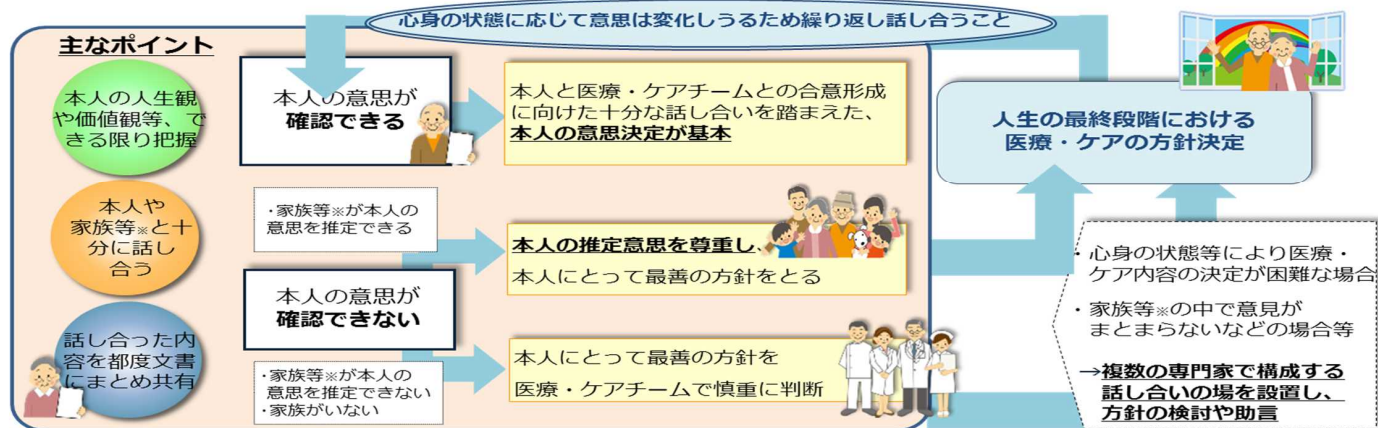 心身の状態に応じて意思は変化しうるため繰り返し話し合うこと
主なポイント
本人の人生観
や価値観等、で
きる限り把握
本人や
家族等※と十
分に話し
合う
話し合った内
容を都度文書
にまとめ共有
本人の意思が
確認できる
本人と医療・ケアチームとの合意形成
に向けた十分な話し合いを踏まえた、
本人の意思決定が基本
・家族等※が本人の
意思を推定できる
本人の推定意思を尊重し、
本人にとって最善の方針をとる
本人の意思が
確認できない
・家族等※が本人の
意思を推定できない
・家族がいない
本人にとって最善の方針を
医療・ケアチームで慎重に判断
人生の最終段階における
医療・ケアの方針決定
・心身の状態等により医療・
ケア内容の決定が困難な場合
・家族等※の中で意見が
まとまらないなどの場合等
→複数の専門家で構成する
話し合いの場を設置し、
方針の検討や助言